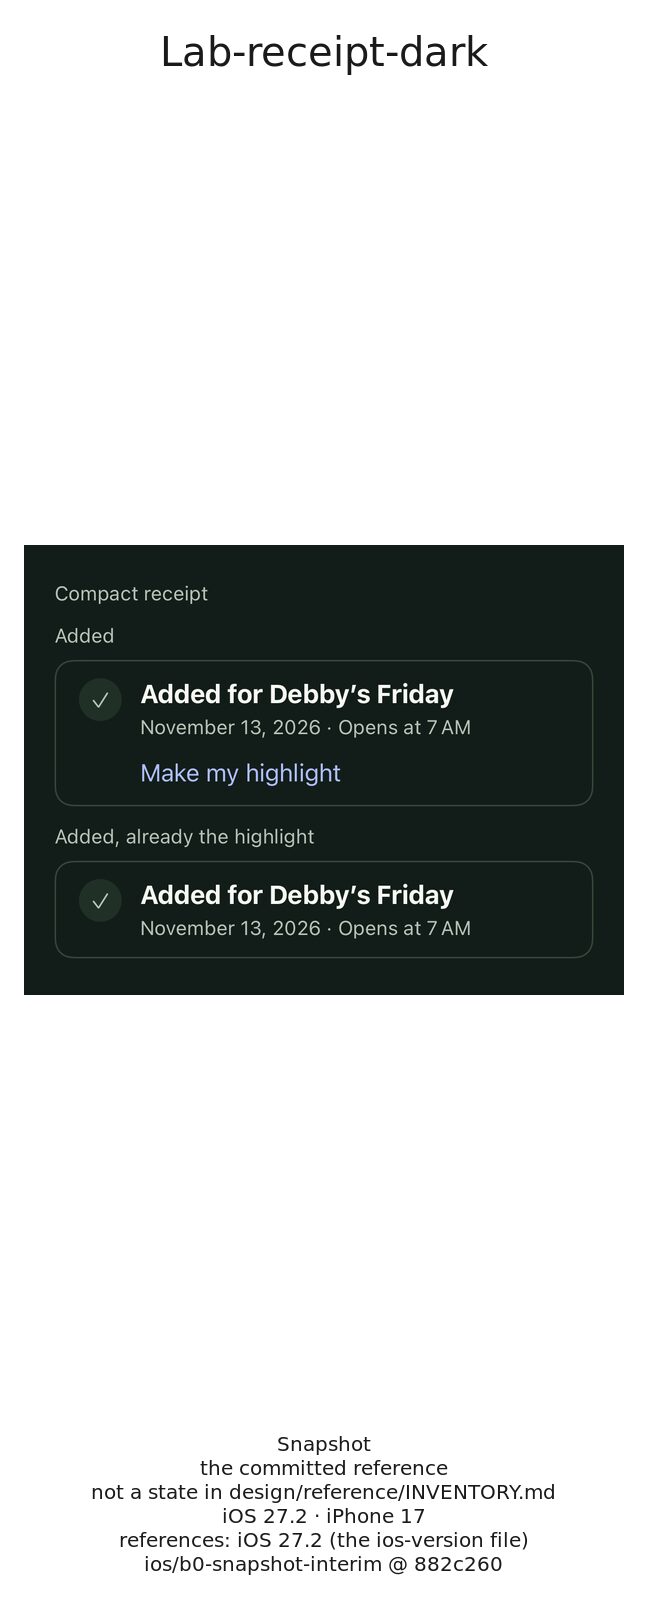 Lab-receipt-dark
Compact receipt
Added
Added for Debby’s Friday
November 13, 2026 · Opens at 7 AM
Make my highlight
Added, already the highlight
Added for Debby’s Friday
November 13, 2026 · Opens at 7 AM
Snapshot
the committed reference
not a state in design/reference/INVENTORY.md
iOS 27.2 · iPhone 17
references: iOS 27.2 (the ios-version file)
ios/b0-snapshot-interim @ 882c260